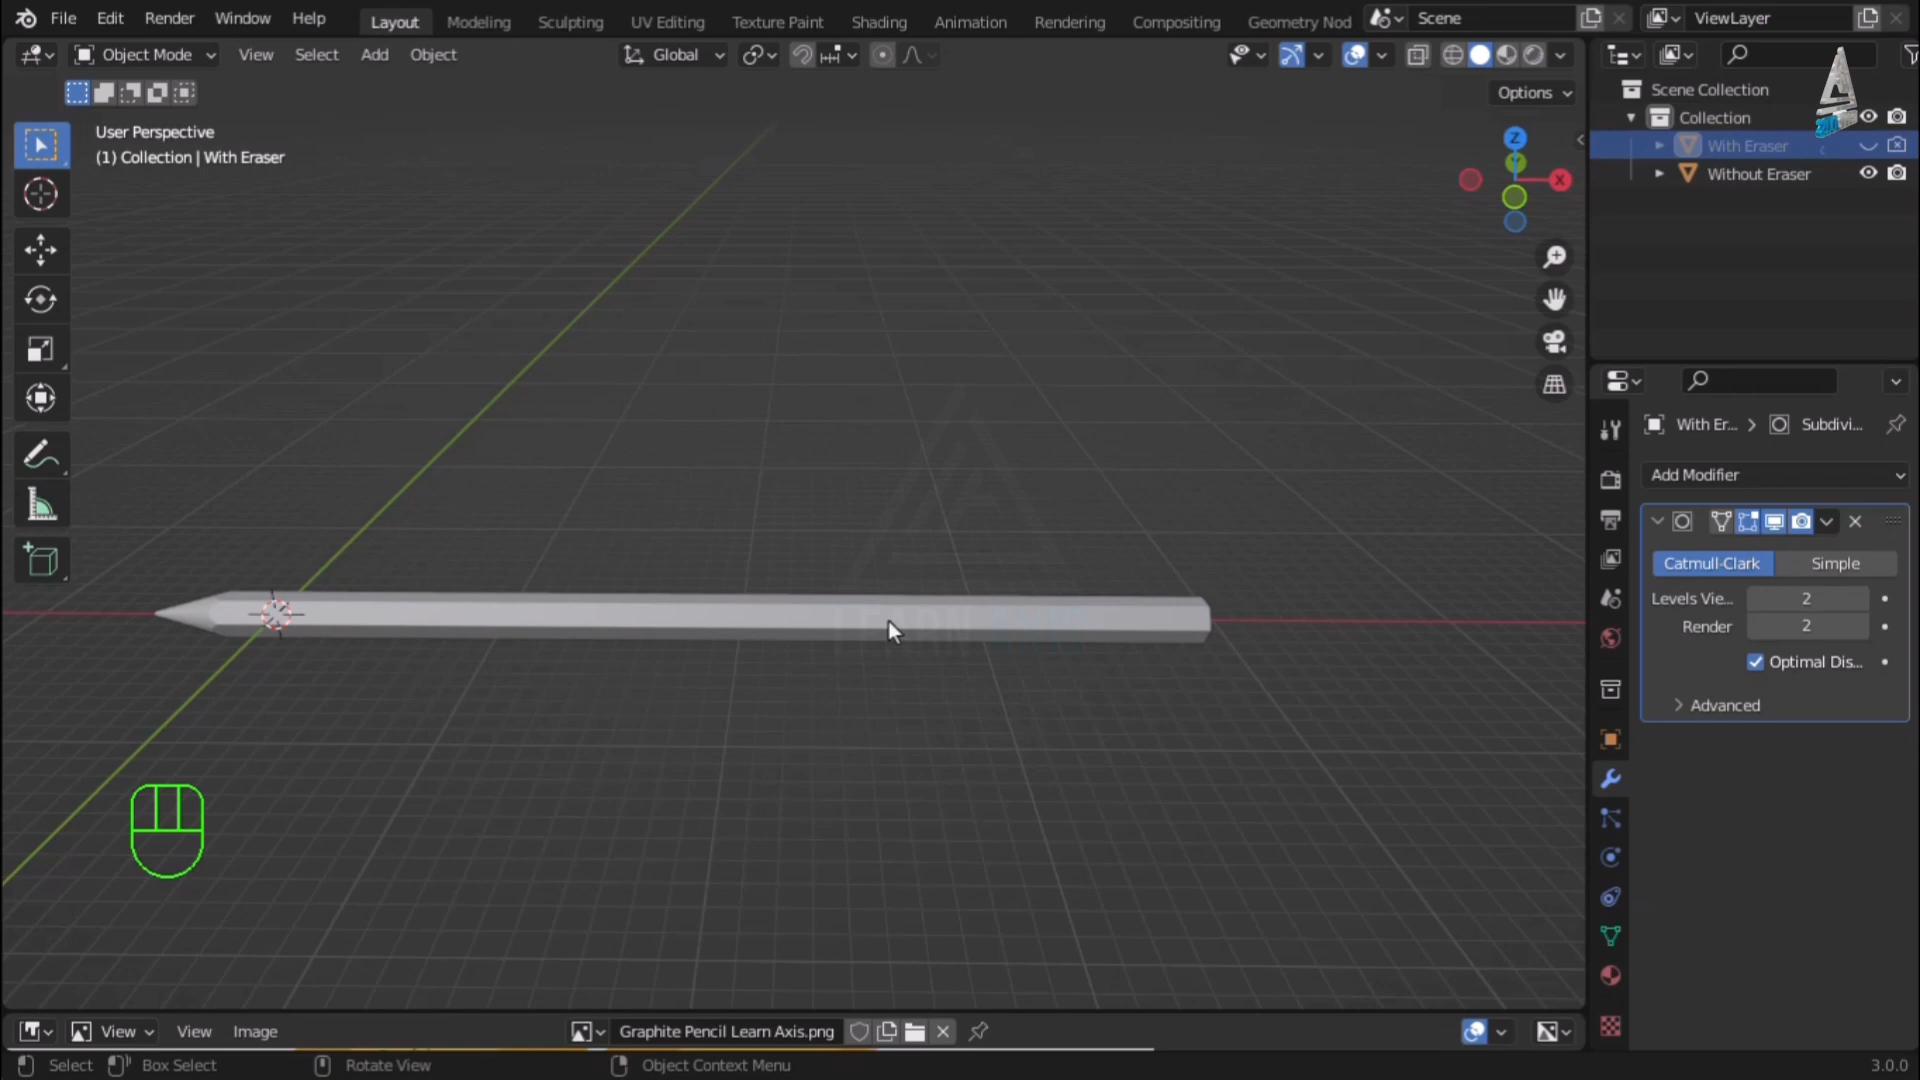 File Edit Render Window Help Layout Modeling Sculpting UV Editing Texture Paint Shading Animation Rendering Compositing Geometry Nod Scene ViewLayer
Object Mode View Select Add Object Global
Options
User Perspective
(1) Collection | With Eraser
Z
X
Scene Collection
Collection
With Eraser
Without Eraser
With Er... > Subdivi...
Add Modifier
Catmull-Clark Simple
Levels Vie... 2
Render 2
Optimal Dis...
Advanced
LEARN
View View Image Graphite Pencil Learn Axis.png
Select Box Select Rotate View Object Context Menu 3.0.0